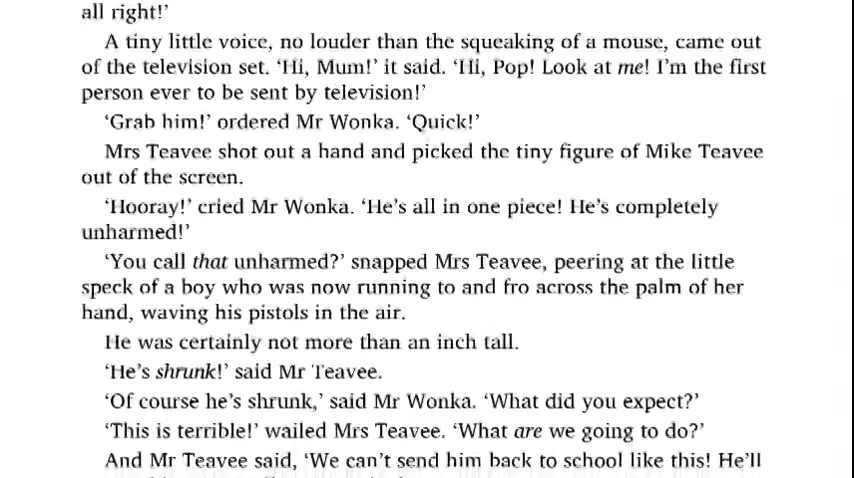 all right!’
A tiny little voice, no louder than the squeaking of a mouse, came out
of the television set. ‘Hi, Mum!’ it said. ‘Hi, Pop! Look at me! I’m the first
person ever to be sent by television!’
‘Grab him!’ ordered Mr Wonka. ‘Quick!’
Mrs Teavee shot out a hand and picked the tiny figure of Mike Teavee
out of the screen.
‘Hooray!’ cried Mr Wonka. ‘He’s all in one piece! He’s completely
unharmed!’
‘You call that unharmed?’ snapped Mrs Teavee, peering at the little
speck of a boy who was now running to and fro across the palm of her
hand, waving his pistols in the air.
He was certainly not more than an inch tall.
‘He’s shrunk!’ said Mr Teavee.
‘Of course he’s shrunk,’ said Mr Wonka. ‘What did you expect?’
‘This is terrible!’ wailed Mrs Teavee. ‘What are we going to do?’
And Mr Teavee said, ‘We can’t send him back to school like this! He’ll